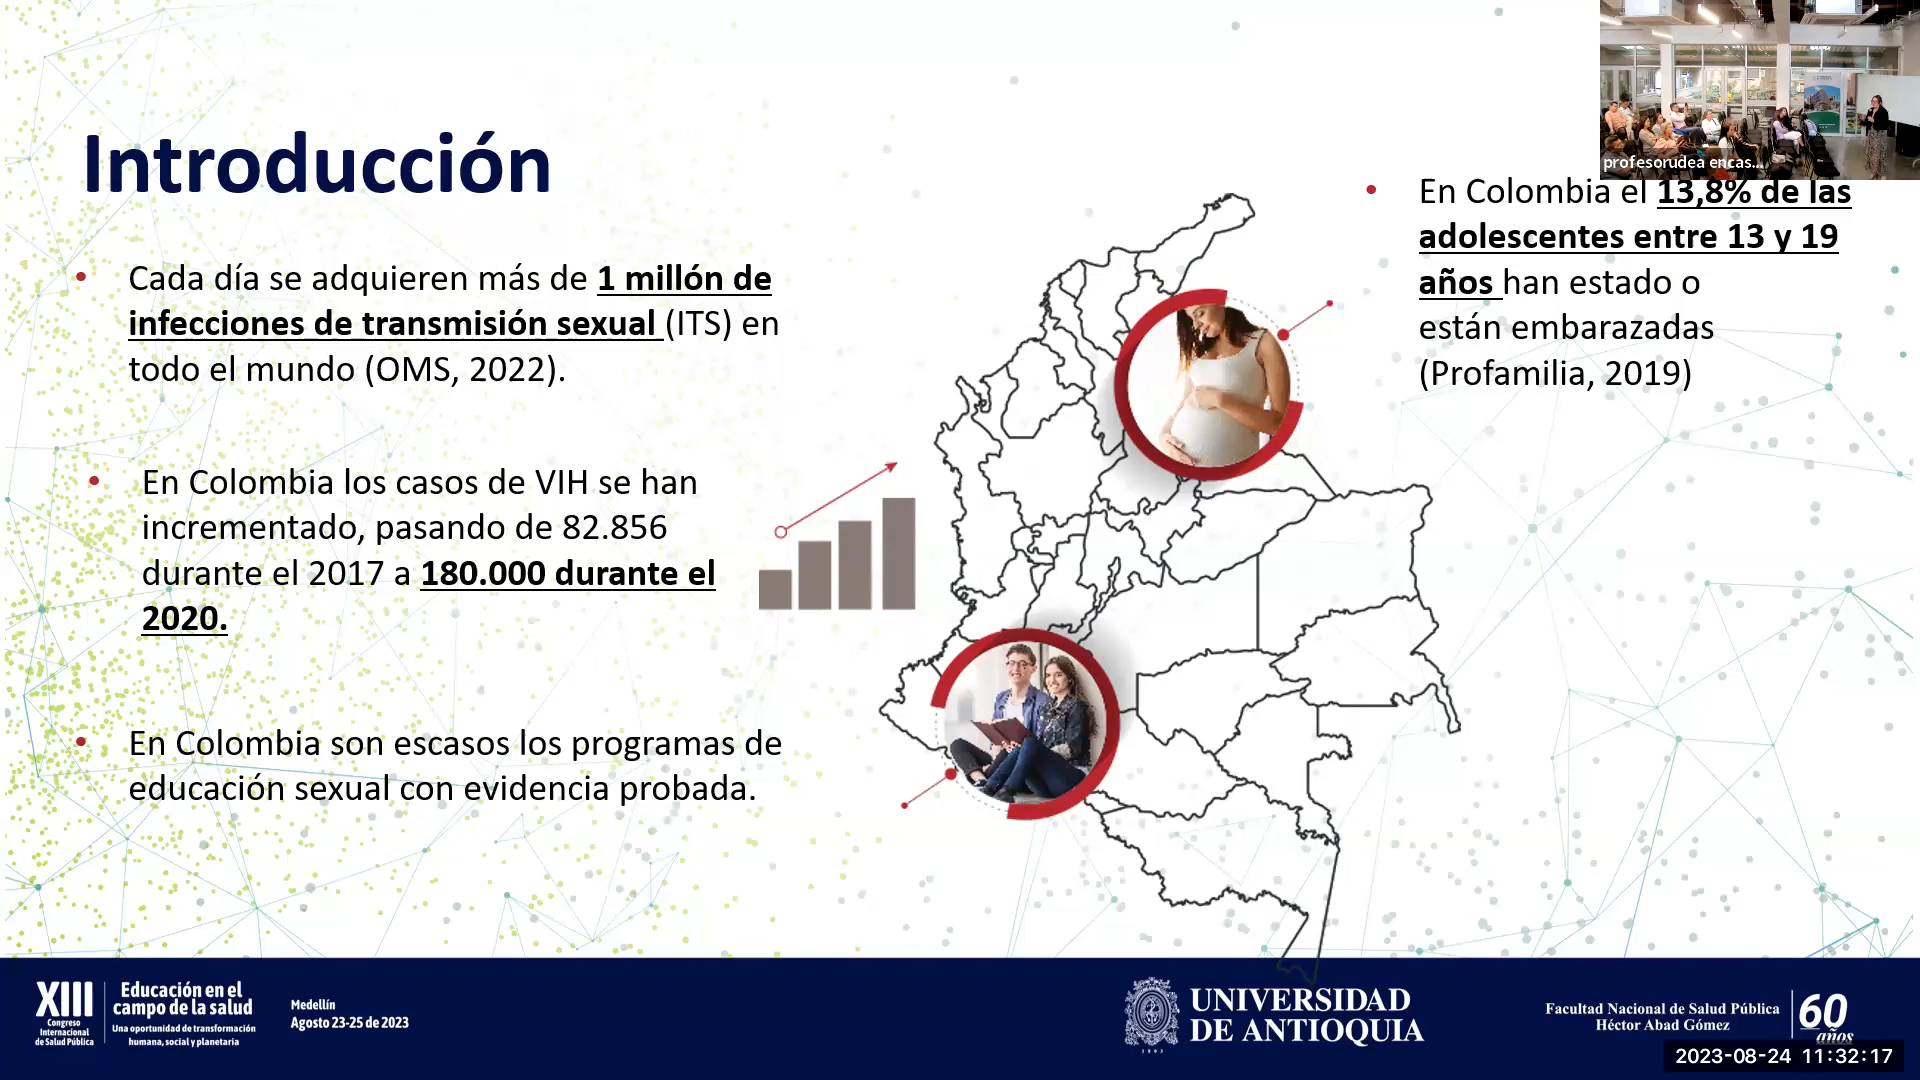 profesorudea encas...
Introducción
Cada día se adquieren más de 1 millón de
infecciones de transmisión sexual (ITS) en
todo el mundo (OMS, 2022).
En Colombia los casos de VIH se han
incrementado, pasando de 82.856
durante el 2017 a 180.000 durante el
2020.
En Colombia son escasos los programas de
educación sexual con evidencia probada.
En Colombia el 13,8% de las
adolescentes entre 13 y 19
años han estado o
están embarazadas
(Profamilia, 2019)
XIII
Congreso
Internacional
de Salud Pública
Educación en el
campo de la salud
Una oportunidad de transformación
humana, social y planetaria
Medellín
Agosto 23-25 de 2023
UNIVERSIDAD
DE ANTIOQUIA
1803
Facultad Nacional de Salud Pública
Héctor Abad Gómez
60
años
2023-08-24 11:32:17